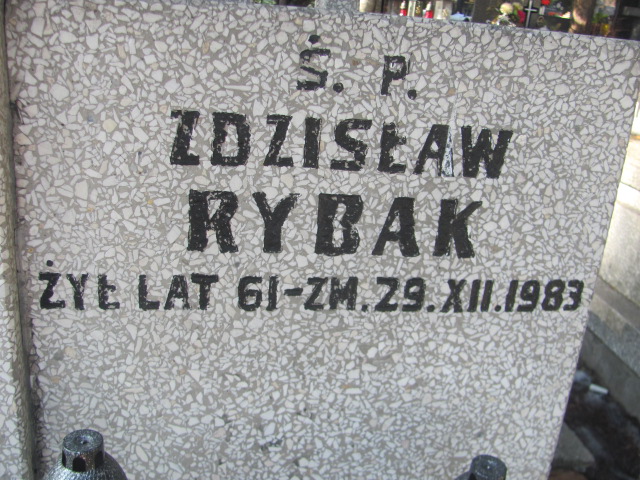 Ś. P.
ZDZISŁAW
RYBAK
ŻYŁ LAT 61-ZM.29.XII.1983